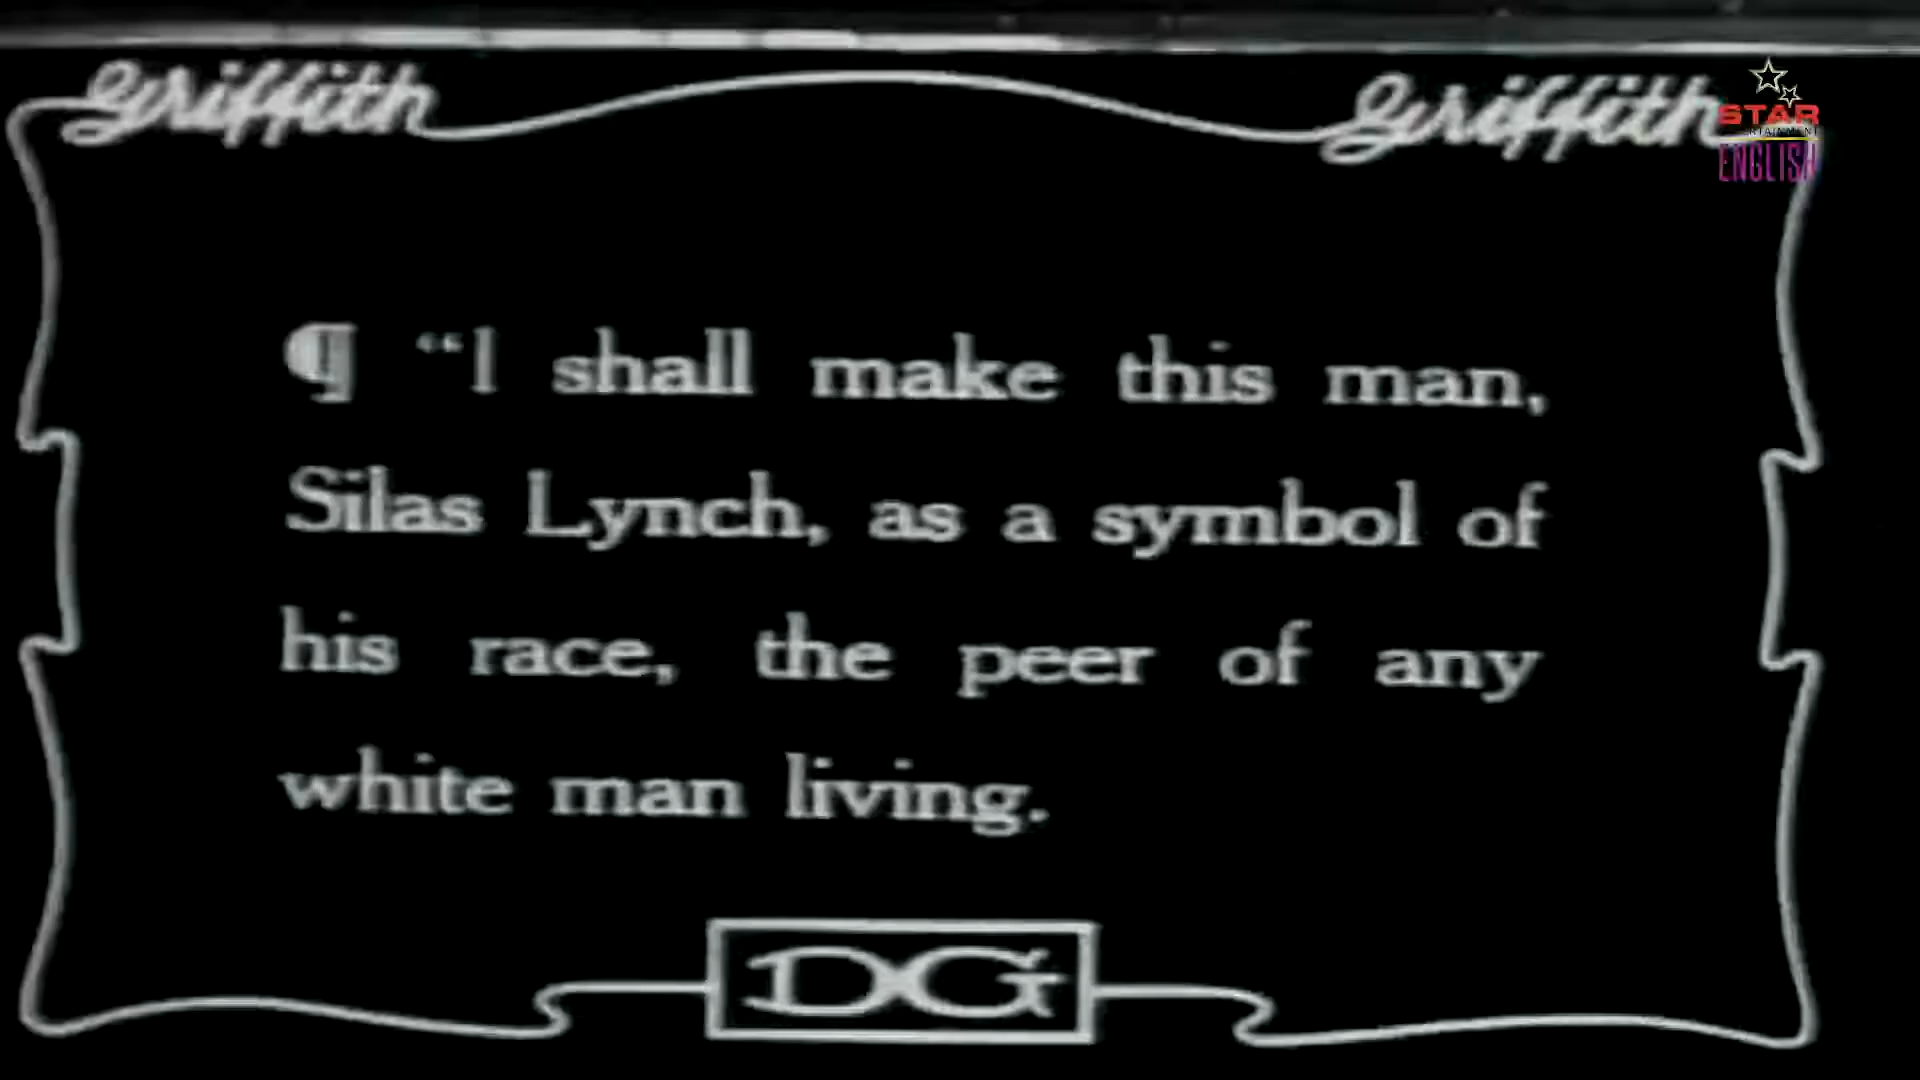 Griffith Griffith
STAR
ENTERTAINMENT
ENGLISH
¶ “I shall make this man,
Silas Lynch, as a symbol of
his race, the peer of any
white man living.
DG